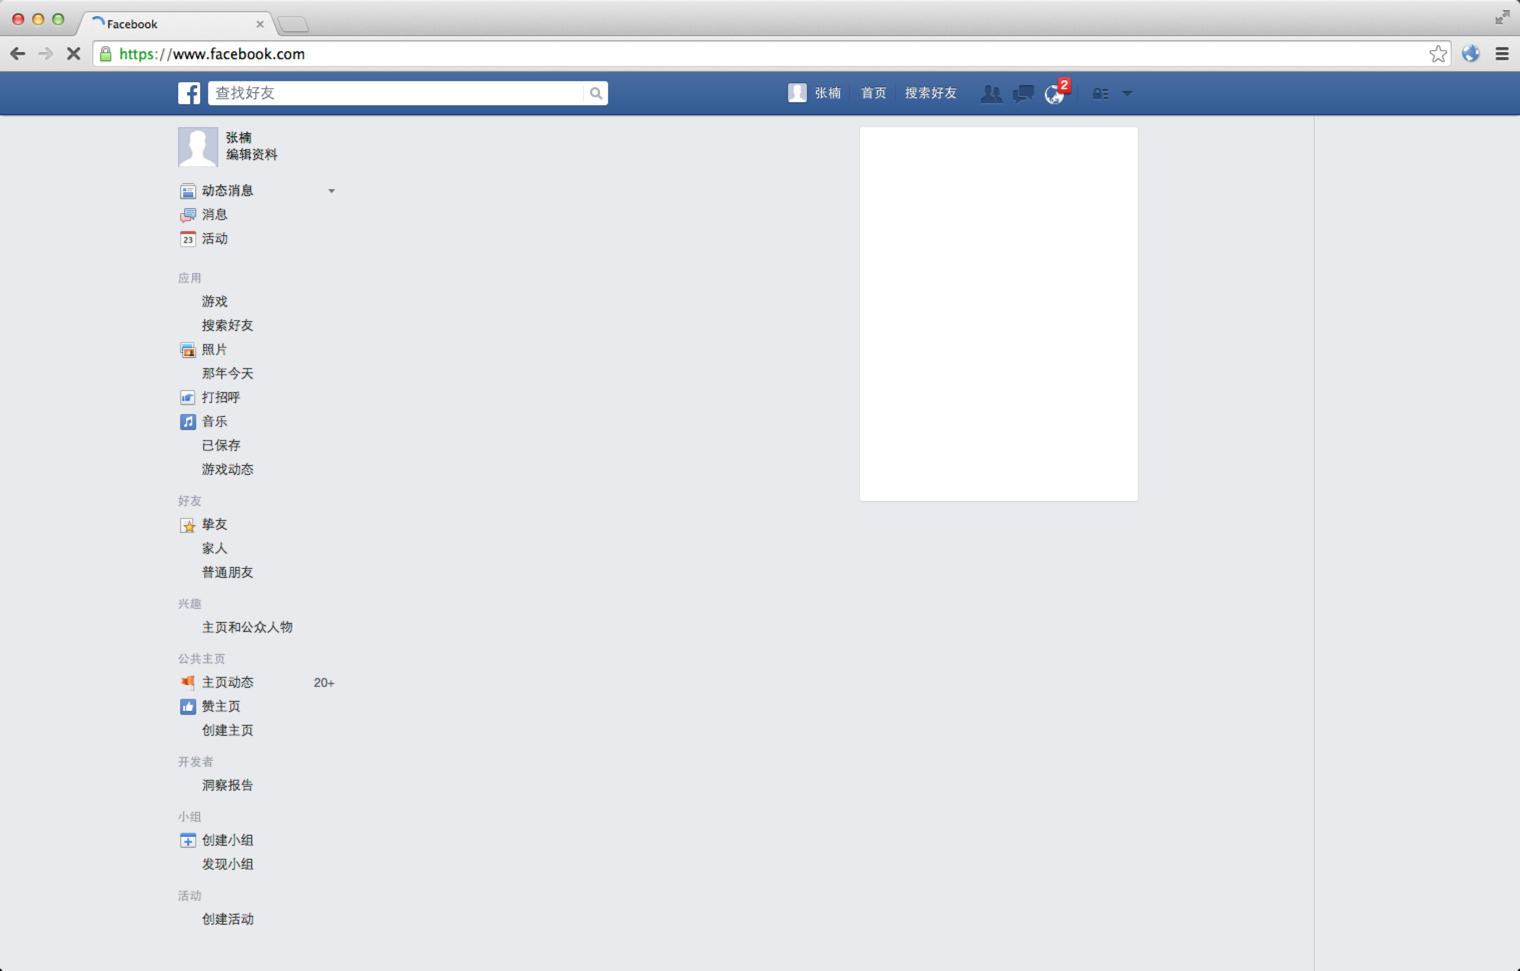 Facebook
https://www.facebook.com
查找好友
张楠
首页
搜索好友
2
张楠
编辑资料
动态消息
消息
23
活动
应用
游戏
搜索好友
照片
那年今天
打招呼
音乐
已保存
游戏动态
好友
挚友
家人
普通朋友
兴趣
主页和公众人物
公共主页
主页动态 20+
赞主页
创建主页
开发者
洞察报告
小组
创建小组
发现小组
活动
创建活动